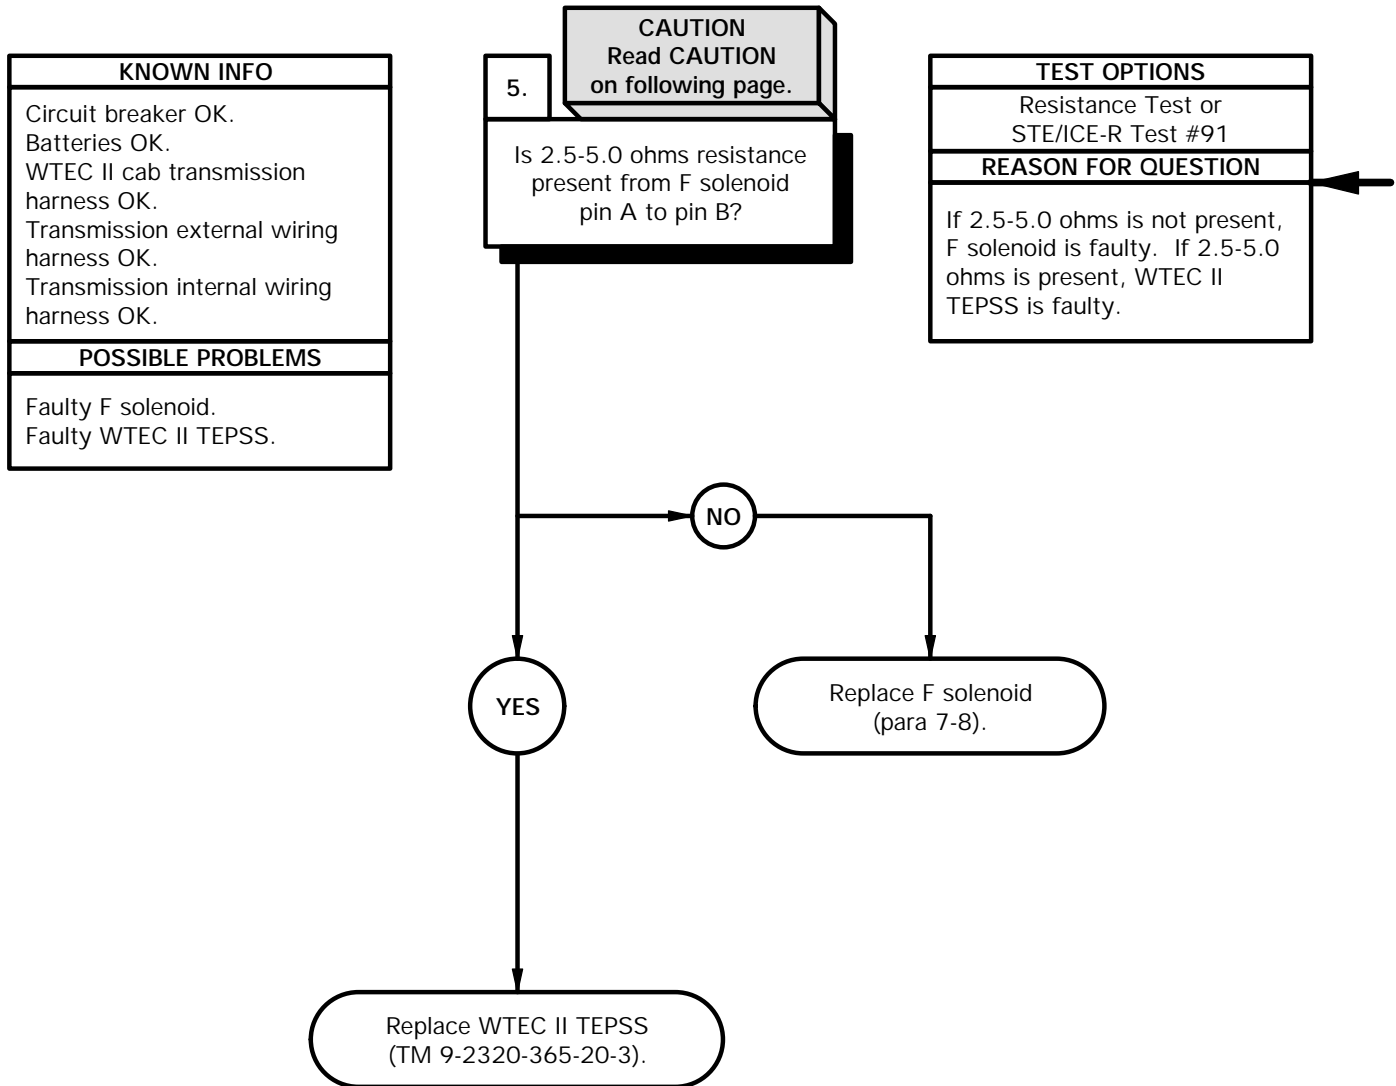 KNOWN INFO
Circuit breaker OK.
Batteries OK.
WTEC II cab transmission
harness OK.
Transmission external wiring
harness OK.
Transmission internal wiring
harness OK.
POSSIBLE PROBLEMS
Faulty F solenoid.
Faulty WTEC II TEPSS.
CAUTION
Read CAUTION
on following page.
5.
Is 2.5-5.0 ohms resistance
present from F solenoid
pin A to pin B?
TEST OPTIONS
Resistance Test or
STE/ICE-R Test #91
REASON FOR QUESTION
If 2.5-5.0 ohms is not present,
F solenoid is faulty. If 2.5-5.0
ohms is present, WTEC II
TEPSS is faulty.
NO
YES
Replace F solenoid
(para 7-8).
Replace WTEC II TEPSS
(TM 9-2320-365-20-3).